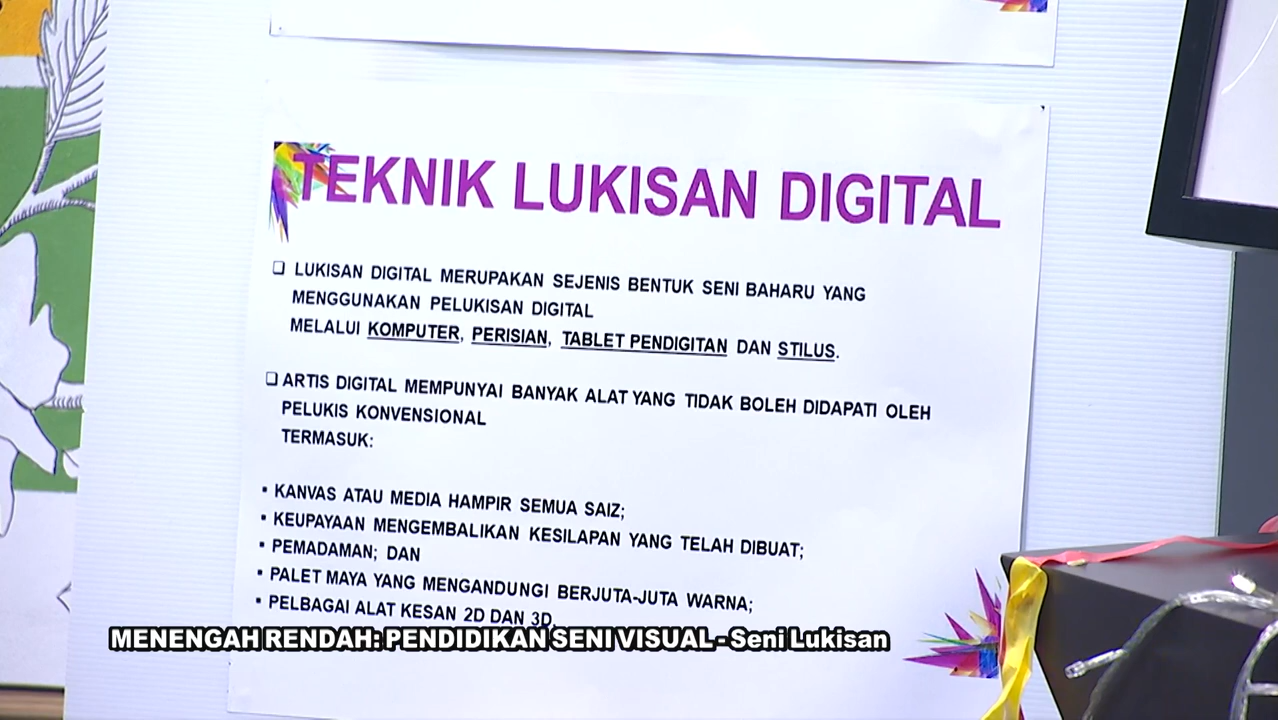 TEKNIK LUKISAN DIGITAL
❑ LUKISAN DIGITAL MERUPAKAN SEJENIS BENTUK SENI BAHARU YANG
MENGGUNAKAN PELUKISAN DIGITAL
MELALUI KOMPUTER, PERISIAN, TABLET PENDIGITAN DAN STILUS.
❑ ARTIS DIGITAL MEMPUNYAI BANYAK ALAT YANG TIDAK BOLEH DIDAPATI OLEH
PELUKIS KONVENSIONAL
TERMASUK:
▪ KANVAS ATAU MEDIA HAMPIR SEMUA SAIZ;
▪ KEUPAYAAN MENGEMBALIKAN KESILAPAN YANG TELAH DIBUAT;
▪ PEMADAMAN; DAN
▪ PALET MAYA YANG MENGANDUNGI BERJUTA-JUTA WARNA;
▪ PELBAGAI ALAT KESAN 2D DAN 3D.
MENENGAH RENDAH: PENDIDIKAN SENI VISUAL - Seni Lukisan